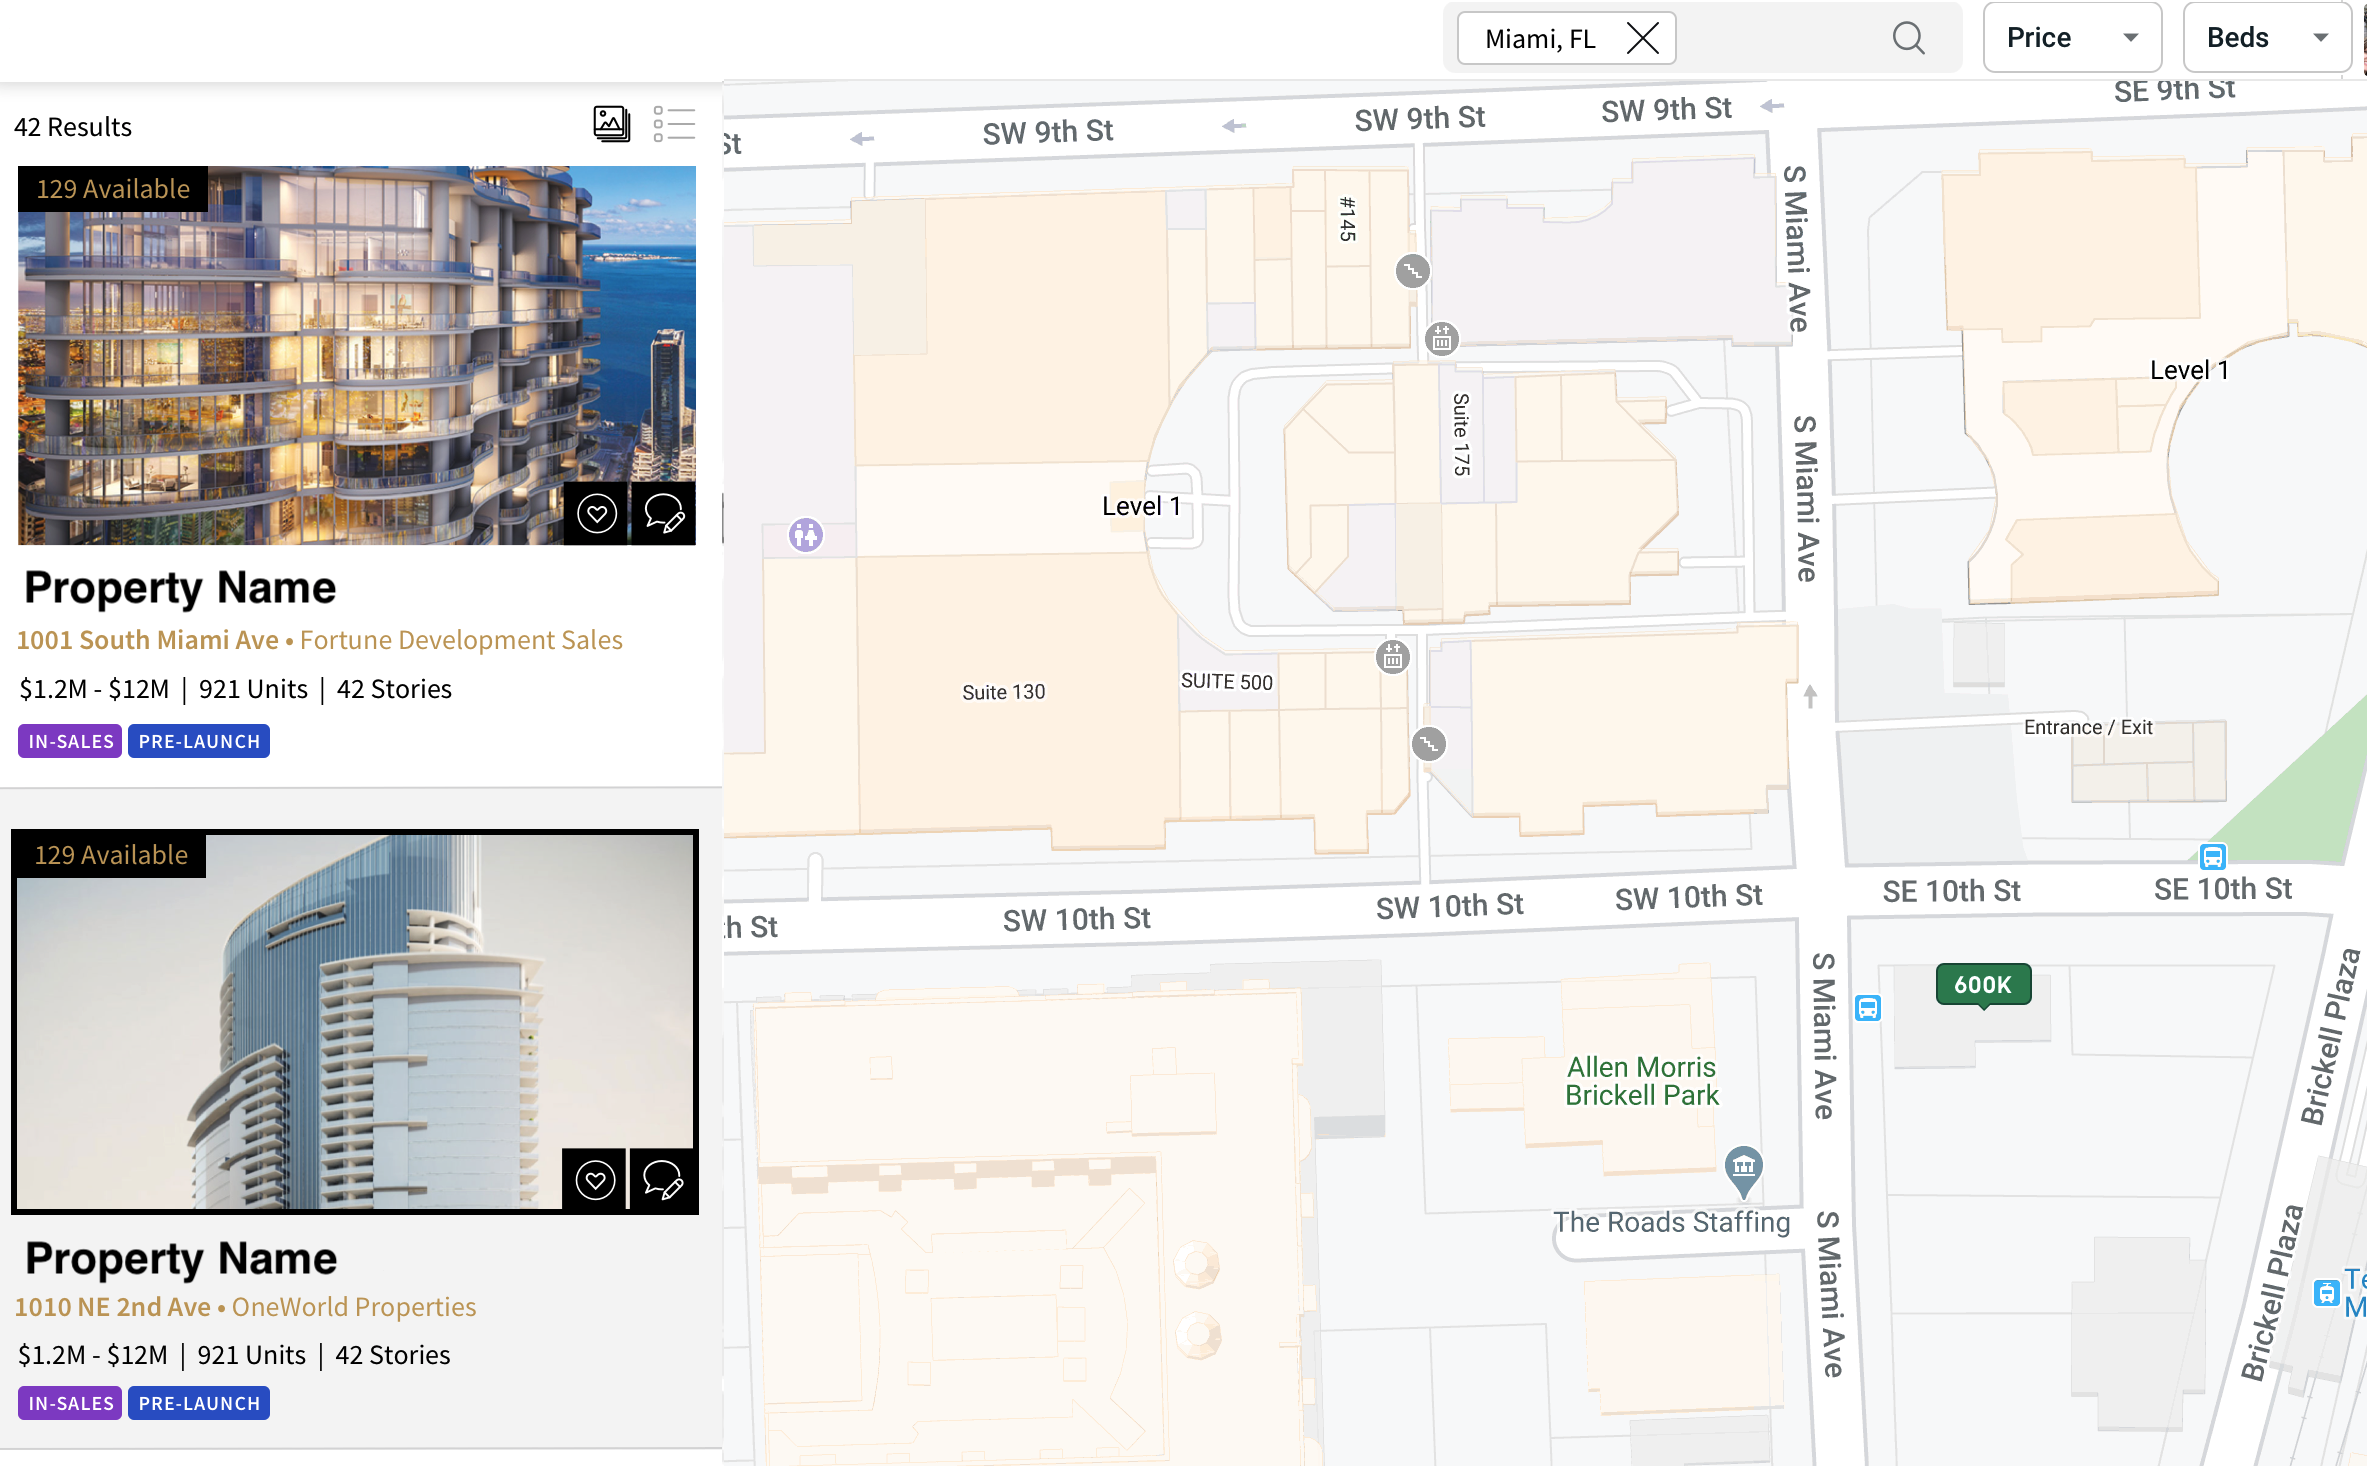 Miami, FL
Price
Beds
42 Results
129 Available
Property Name
1001 South Miami Ave • Fortune Development Sales
$1.2M - $12M | 921 Units | 42 Stories
IN-SALES PRE-LAUNCH
129 Available
Property Name
1010 NE 2nd Ave • OneWorld Properties
$1.2M - $12M | 921 Units | 42 Stories
IN-SALES PRE-LAUNCH
St
SW 9th St
SW 9th St
SW 9th St
SE 9th St
#145
S Miami Ave
Level 1
Suite 175
S Miami Ave
Level 1
Suite 130
SUITE 500
Entrance / Exit
th St
SW 10th St
SW 10th St
SW 10th St
SE 10th St
SE 10th St
600K
S Miami Ave
Brickell Plaza
Allen Morris
Brickell Park
The Roads Staffing
S Miami Ave
Brickell Plaza
Te
M